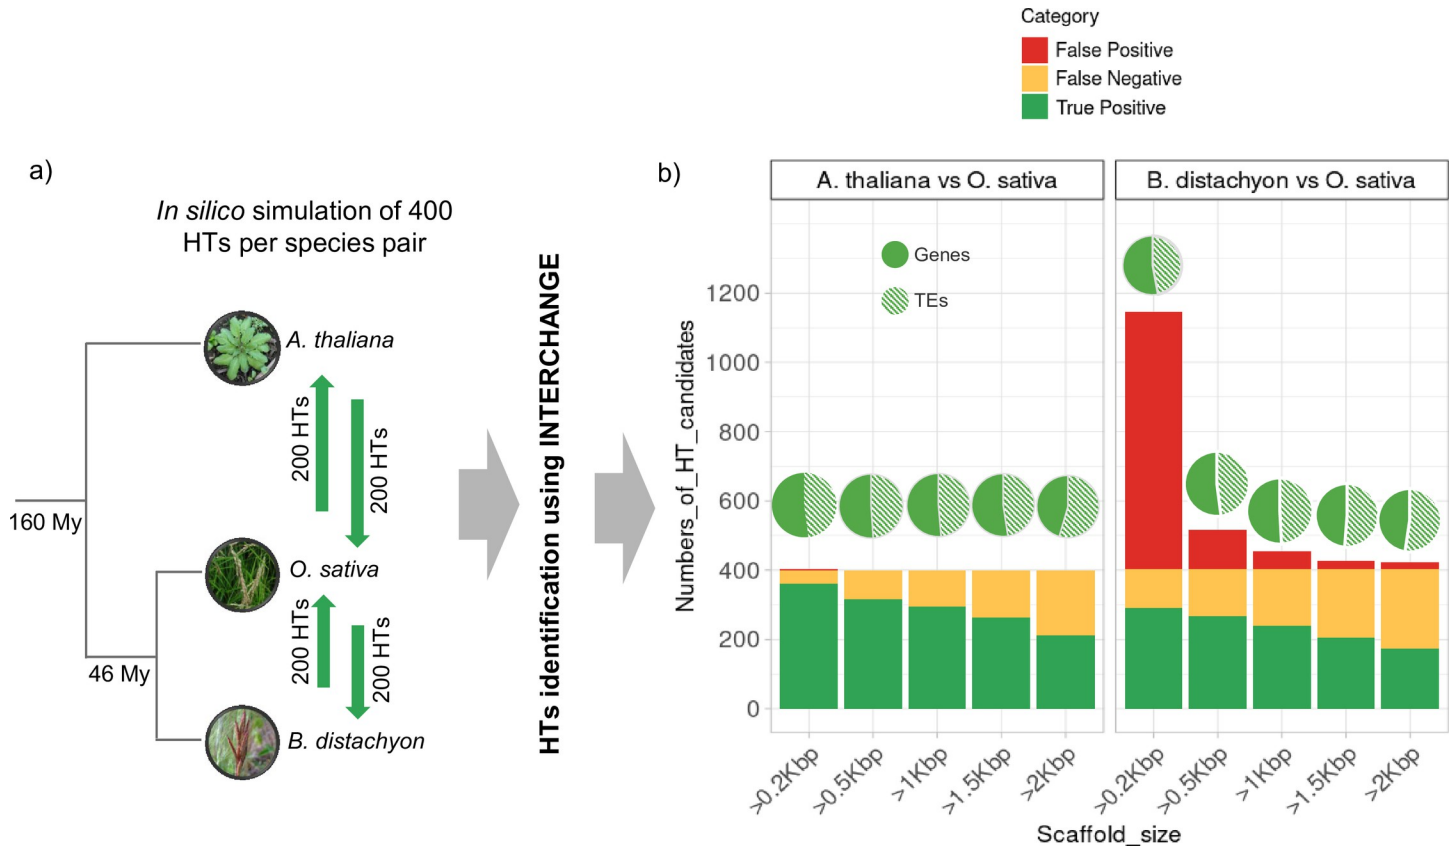 Category
False Positive
False Negative
True Positive
a)
In silico simulation of 400
HTs per species pair
A. thaliana
200 HTs
200 HTs
160 My
O. sativa
200 HTs
200 HTs
46 My
B. distachyon
HTs identification using INTERCHANGE
b)
A. thaliana vs O. sativa
B. distachyon vs O. sativa
Genes
TEs
Numbers_of_HT_candidates
1200
1000
800
600
400
200
0
>0.2Kbp
>0.5Kbp
>1Kbp
>1.5Kbp
>2Kbp
>0.2Kbp
>0.5Kbp
>1Kbp
>1.5Kbp
>2Kbp
Scaffold_size